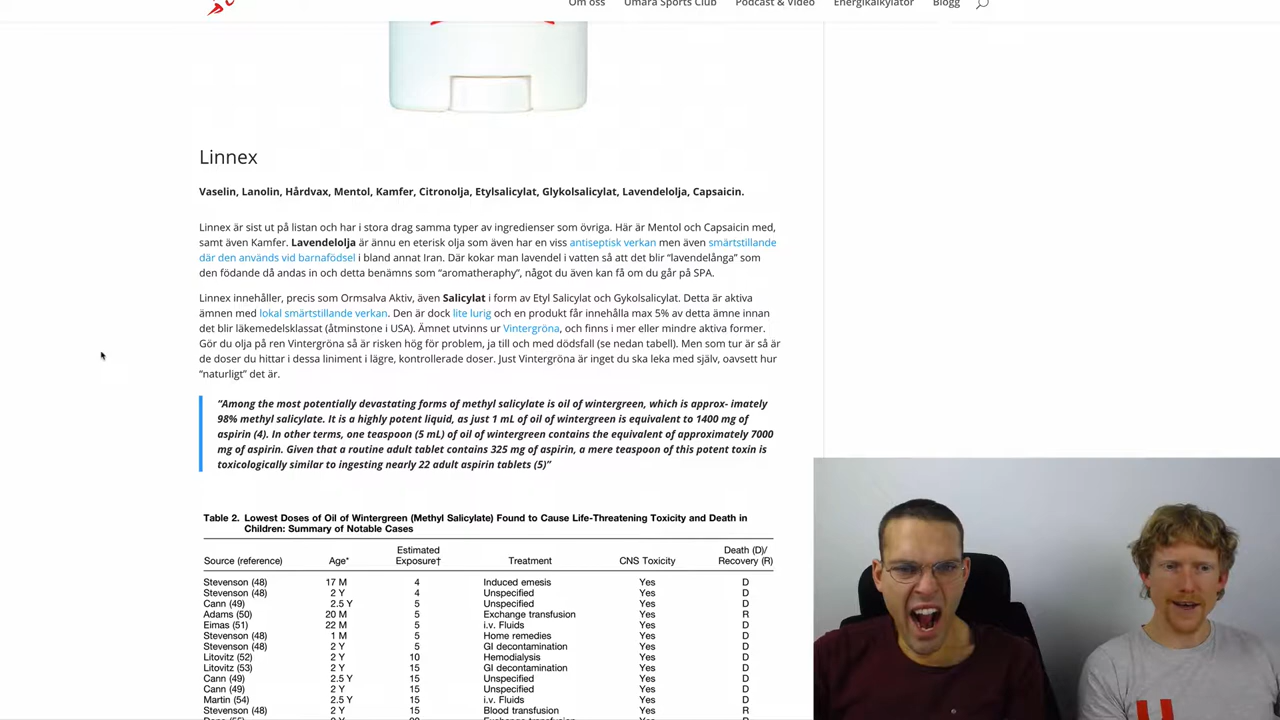 Om oss
Umara Sports Club
Podcast & Video
Energikalkylator
Blogg
Linnex
Vaselin, Lanolin, Hårdvax, Mentol, Kamfer, Citronolja, Etylsalicylat, Glykolsalicylat, Lavendelolja, Capsaicin.
Linnex är sist ut på listan och har i stora drag samma typer av ingredienser som övriga. Här är Mentol och Capsaicin med,
samt även Kamfer. Lavendelolja är ännu en eterisk olja som även har en viss antiseptisk verkan men även smärtstillande
där den används vid barnafödsel i bland annat Iran. Där kokar man lavendel i vatten så att det blir “lavendelånga” som
den födande då andas in och detta benämns som “aromatheraphy”, något du även kan få om du går på SPA.
Linnex innehåller, precis som Ormsalva Aktiv, även Salicylat i form av Etyl Salicylat och Gykolsalicylat. Detta är aktiva
ämnen med lokal smärtstillande verkan. Den är dock lite lurig och en produkt får innehålla max 5% av detta ämne innan
det blir läkemedelsklassat (åtminstone i USA). Ämnet utvinns ur Vintergröna, och finns i mer eller mindre aktiva former.
Gör du olja på ren Vintergröna så är risken hög för problem, ja till och med dödsfall (se nedan tabell). Men som tur är så är
de doser du hittar i dessa liniment i lägre, kontrollerade doser. Just Vintergröna är inget du ska leka med själv, oavsett hur
“naturligt” det är.
“Among the most potentially devastating forms of methyl salicylate is oil of wintergreen, which is approx- imately
98% methyl salicylate. It is a highly potent liquid, as just 1 mL of oil of wintergreen is equivalent to 1400 mg of
aspirin (4). In other terms, one teaspoon (5 mL) of oil of wintergreen contains the equivalent of approximately 7000
mg of aspirin. Given that a routine adult tablet contains 325 mg of aspirin, a mere teaspoon of this potent toxin is
toxicologically similar to ingesting nearly 22 adult aspirin tablets (5)”
Table 2. Lowest Doses of Oil of Wintergreen (Methyl Salicylate) Found to Cause Life-Threatening Toxicity and Death in
Children: Summary of Notable Cases
Source (reference) Age* Estimated Exposure† Treatment CNS Toxicity Death (D)/ Recovery (R)
Stevenson (48) 17 M 4 Induced emesis Yes D
Stevenson (48) 2 Y 4 Unspecified Yes D
Cann (49) 2.5 Y 5 Unspecified Yes D
Adams (50) 20 M 5 Exchange transfusion Yes R
Eimas (51) 22 M 5 i.v. Fluids Yes D
Stevenson (48) 1 M 5 Home remedies Yes D
Stevenson (48) 2 Y 5 GI decontamination Yes D
Litovitz (52) 2 Y 10 Hemodialysis Yes D
Litovitz (53) 2 Y 15 GI decontamination Yes D
Cann (49) 2.5 Y 15 Unspecified Yes D
Cann (49) 2 Y 15 Unspecified Yes D
Martin (54) 2.5 Y 15 i.v. Fluids Yes D
Stevenson (48) 2 Y 15 Blood transfusion Yes R